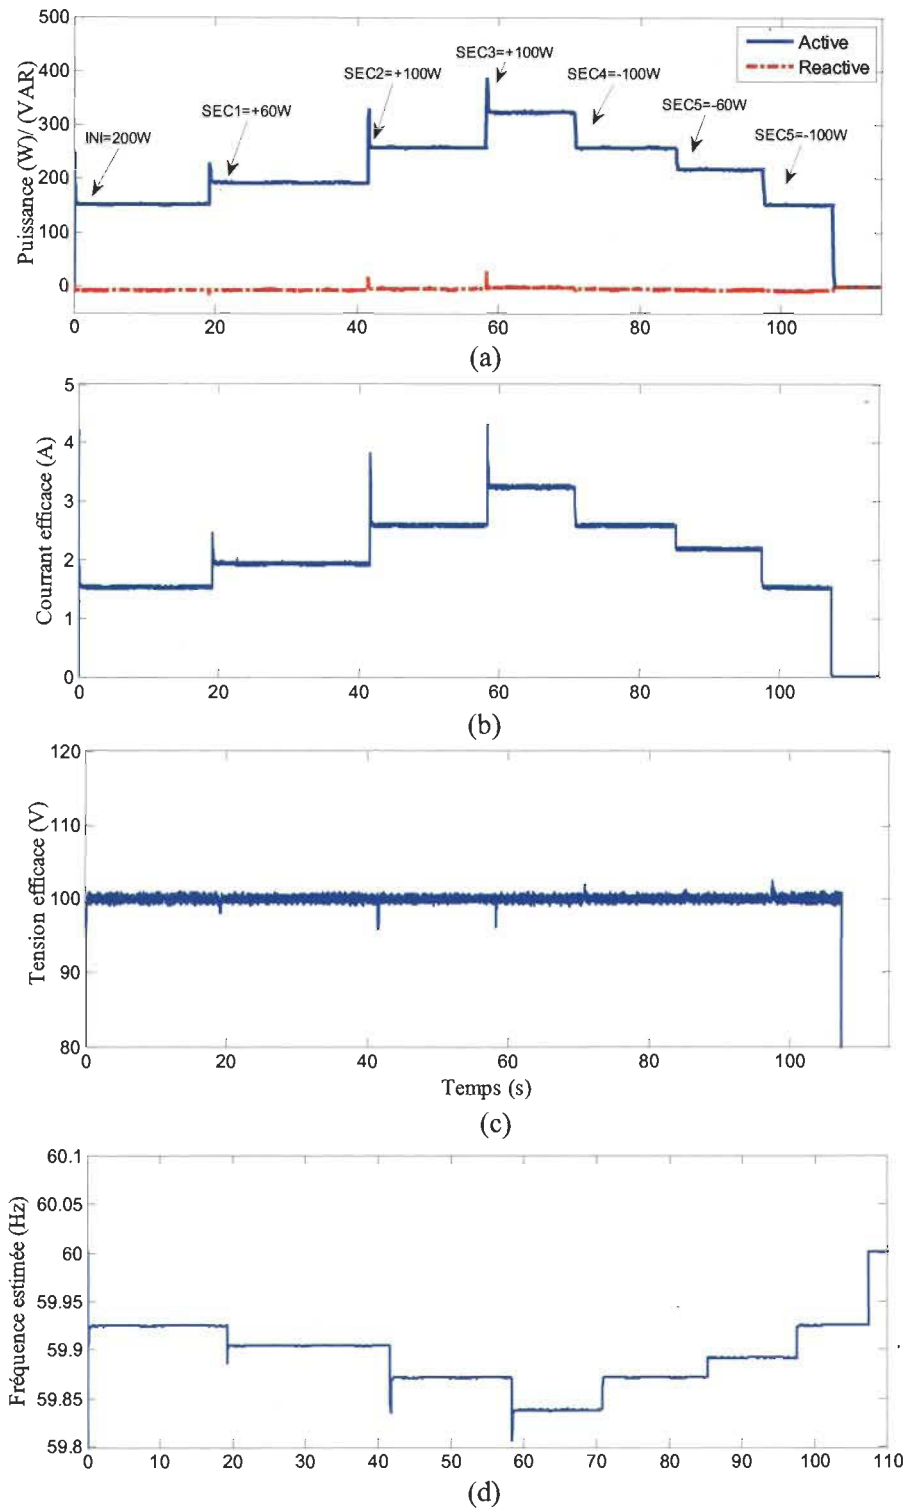 500
400
300
200
100
0
Puissance (W)/ (VAR)
Active
Reactive
INI=200W
SEC1=+60W
SEC2=+100W
SEC3=+100W
SEC4=-100W
SEC5=-60W
SEC5=-100W
0 20 40 60 80 100
(a)
5
4
3
2
1
0
Courrant efficace (A)
0 20 40 60 80 100
(b)
120
110
100
90
80
Tension efficace (V)
0 20 40 60 80 100
Temps (s)
(c)
60.1
60.05
60
59.95
59.9
59.85
59.8
Fréquence estimée (Hz)
0 10 20 30 40 50 60 70 80 90 100 110
(d)